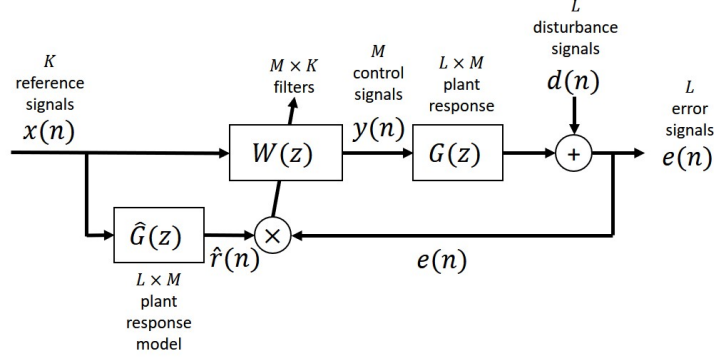 K
reference
signals
x(n)
M × K
filters
W(z)
M
control
signals
y(n)
L × M
plant
response
G(z)
L
disturbance
signals
d(n)
+
L
error
signals
e(n)
Ĝ(z)
L × M
plant
response
model
r̂(n)
×
e(n)